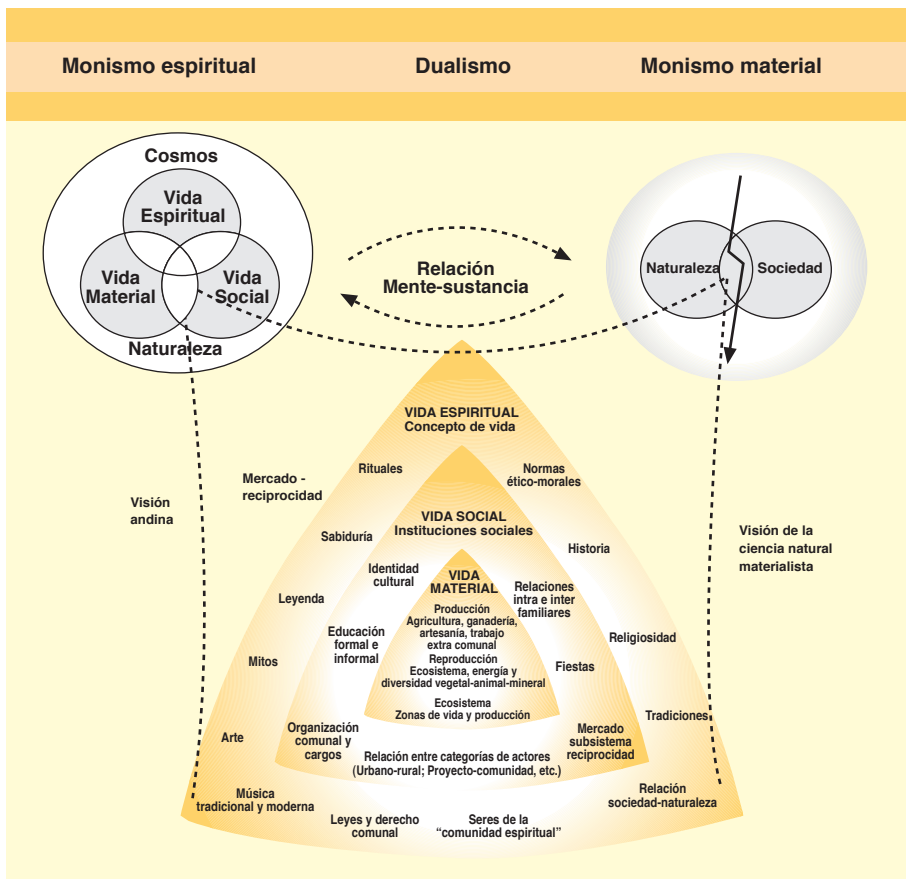 Monismo espiritual
Dualismo
Monismo material
Cosmos
Vida
Espiritual
Vida
Material
Vida
Social
Naturaleza
Relación
Mente-sustancia
Naturaleza
Sociedad
VIDA ESPIRITUAL
Concepto de vida
Rituales
Normas
ético-morales
Mercado -
reciprocidad
Visión
andina
VIDA SOCIAL
Instituciones sociales
Sabiduría
Historia
Visión de la
ciencia natural
materialista
Identidad
cultural
VIDA
MATERIAL
Relaciones
intra e inter
familiares
Leyenda
Producción
Agricultura, ganadería,
artesanía, trabajo
extra comunal
Educación
formal e
informal
Religiosidad
Mitos
Reproducción
Ecosistema, energía y
diversidad vegetal-animal-mineral
Fiestas
Ecosistema
Zonas de vida y producción
Tradiciones
Arte
Organización
comunal y
cargos
Mercado
subsistema
reciprocidad
Relación entre categorías de actores
(Urbano-rural; Proyecto-comunidad, etc.)
Música
tradicional y moderna
Relación
sociedad-naturaleza
Leyes y derecho
comunal
Seres de la
“comunidad espiritual”